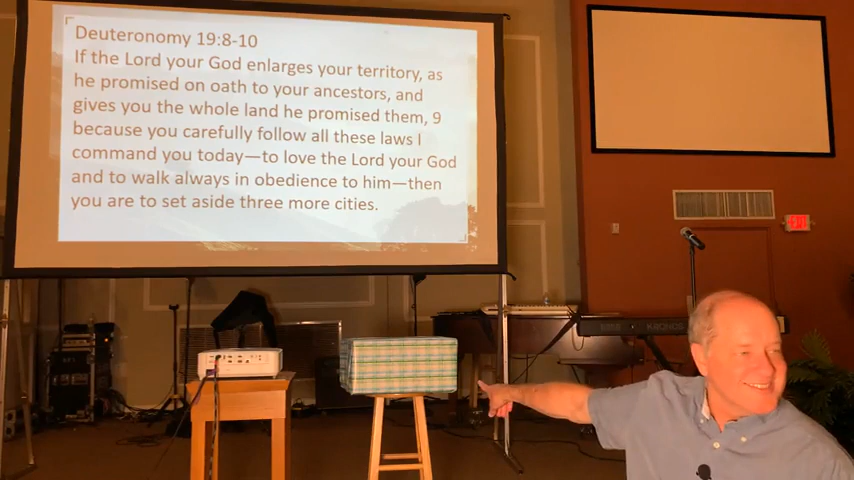 Deuteronomy 19:8-10
If the Lord your God enlarges your territory, as
he promised on oath to your ancestors, and
gives you the whole land he promised them, 9
because you carefully follow all these laws I
command you today—to love the Lord your God
and to walk always in obedience to him—then
you are to set aside three more cities.
KRONOS